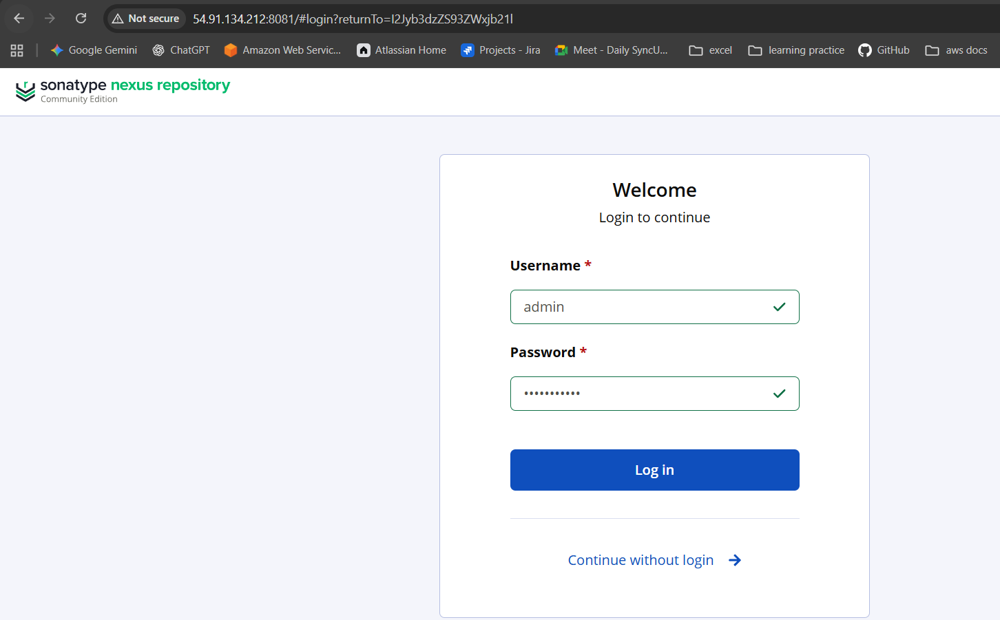 Not secure 54.91.134.212:8081/#login?returnTo=I2Jyb3dzZS93ZWxjb21l
Google Gemini ChatGPT Amazon Web Servic... Atlassian Home Projects - Jira Meet - Daily SyncU... excel learning practice GitHub aws docs
sonatype nexus repository
Community Edition
Welcome
Login to continue
Username *
admin
Password *
•••••••••••
Log in
Continue without login